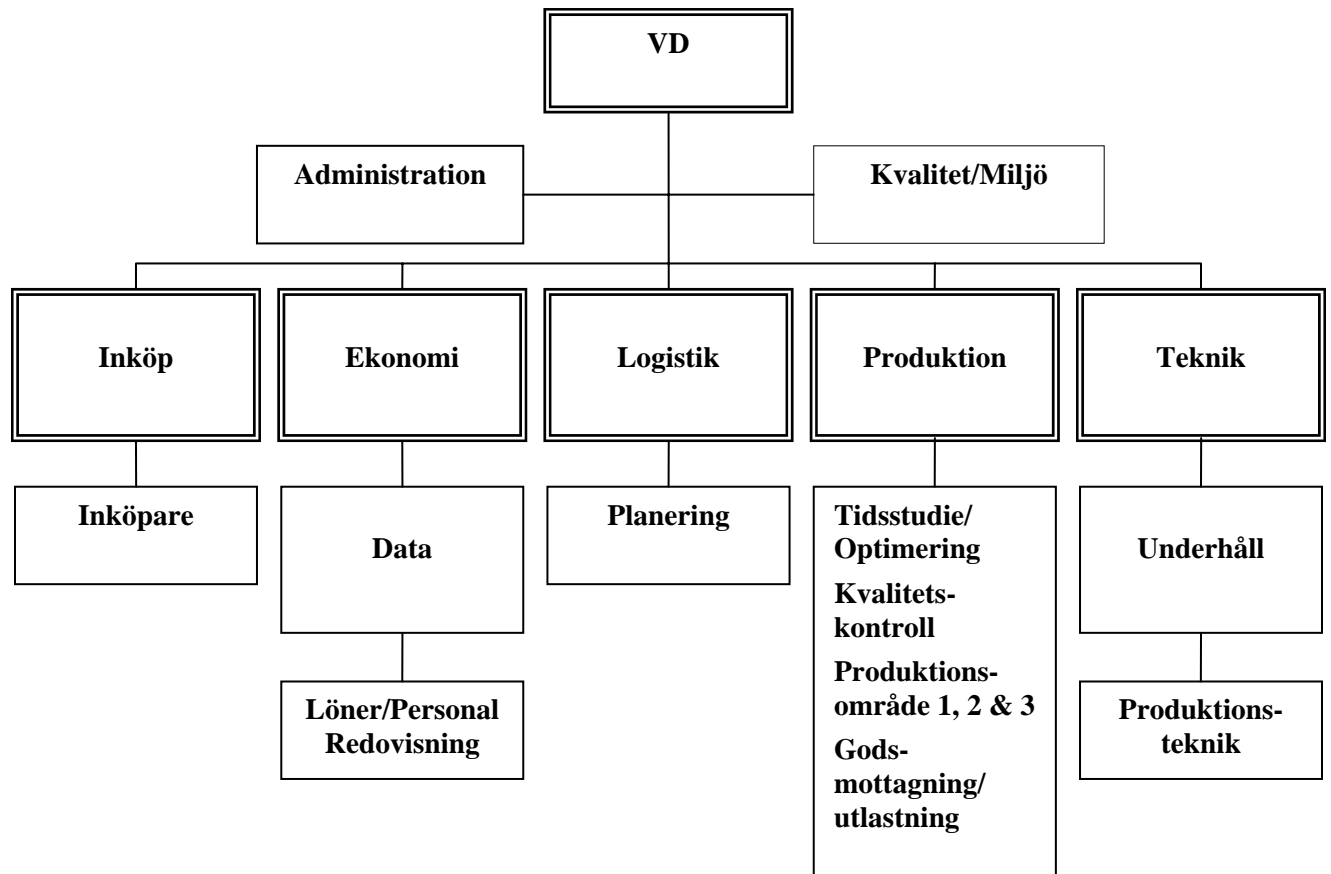 VD
Administration
Kvalitet/Miljö
Inköp
Ekonomi
Logistik
Produktion
Teknik
Inköpare
Data
Planering
Tidsstudie/
Optimering
Kvalitets-
kontroll
Produktions-
område 1, 2 & 3
Gods-
mottagning/
utlastning
Underhåll
Löner/Personal
Redovisning
Produktions-
teknik